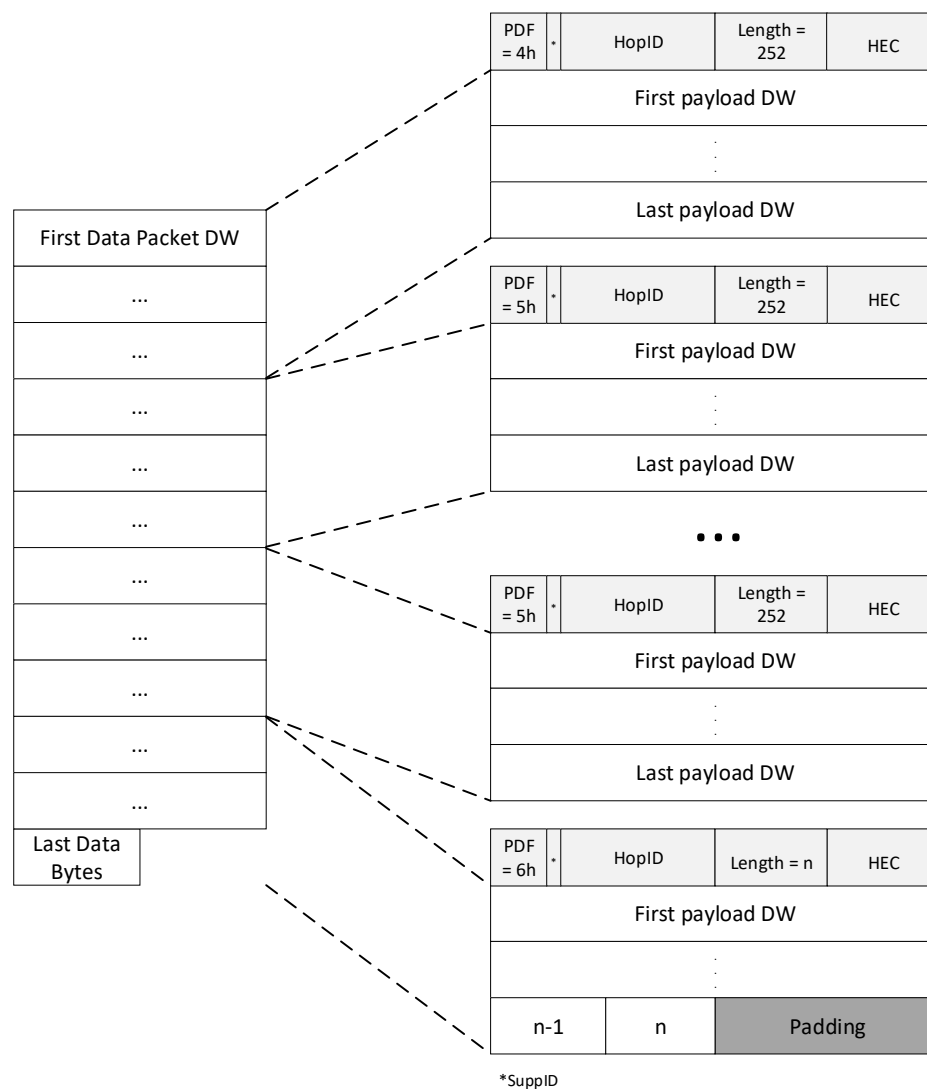 PDF
= 4h
*
HopID
Length =
252
HEC
First payload DW
.
.
.
Last payload DW
First Data Packet DW
...
...
...
...
...
...
...
...
...
...
Last Data
Bytes
PDF
= 5h
*
HopID
Length =
252
HEC
First payload DW
.
.
.
Last payload DW
...
PDF
= 5h
*
HopID
Length =
252
HEC
First payload DW
.
.
.
Last payload DW
PDF
= 6h
*
HopID
Length = n
HEC
First payload DW
.
.
.
n-1
n
Padding
*SuppID